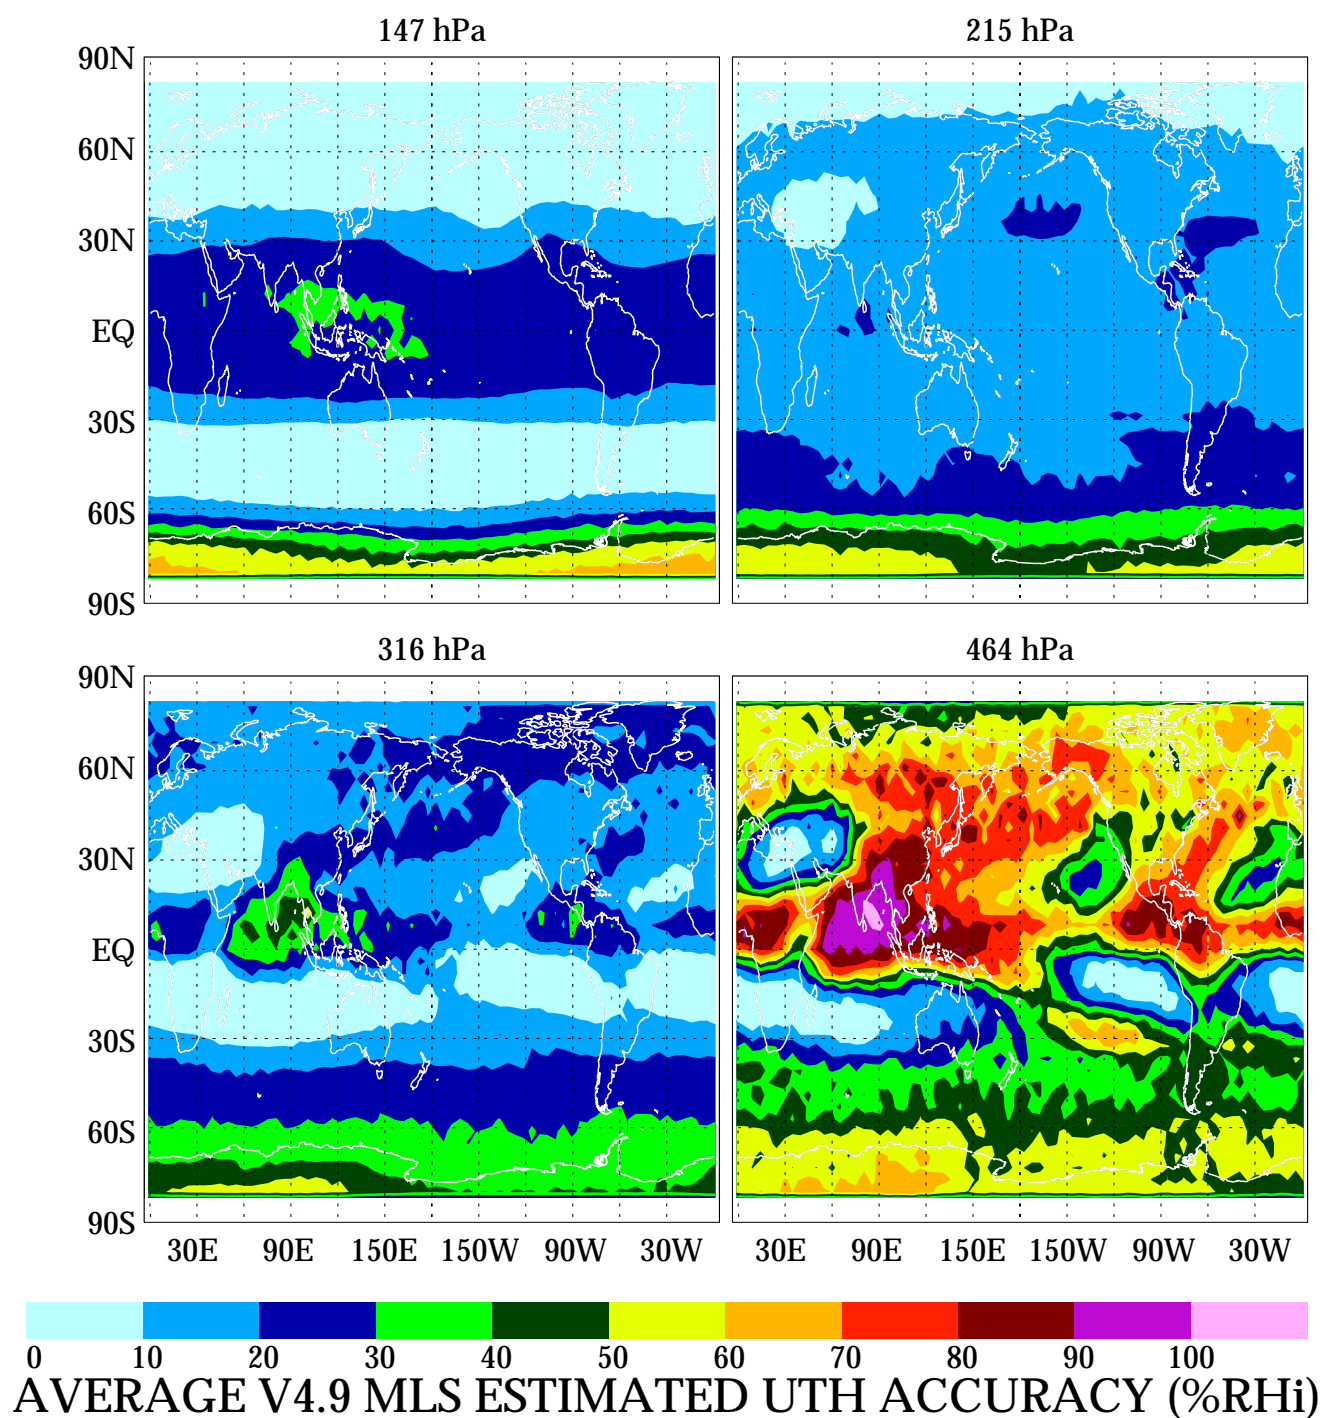 147 hPa 215 hPa
90N
60N
30N
EQ
30S
60S
90S
316 hPa 464 hPa
90N
60N
30N
EQ
30S
60S
90S
30E 90E 150E 150W 90W 30W 30E 90E 150E 150W 90W 30W
0 10 20 30 40 50 60 70 80 90 100
AVERAGE V4.9 MLS ESTIMATED UTH ACCURACY (%RHi)